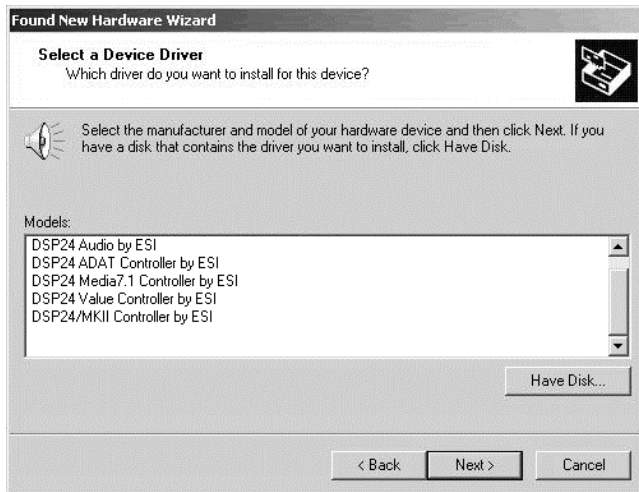 Found New Hardware Wizard
Select a Device Driver
Which driver do you want to install for this device?
Select the manufacturer and model of your hardware device and then click Next. If you
have a disk that contains the driver you want to install, click Have Disk.
Models:
DSP24 Audio by ESI
DSP24 ADAT Controller by ESI
DSP24 Media7.1 Controller by ESI
DSP24 Value Controller by ESI
DSP24/MKII Controller by ESI
Have Disk...
< Back Next > Cancel